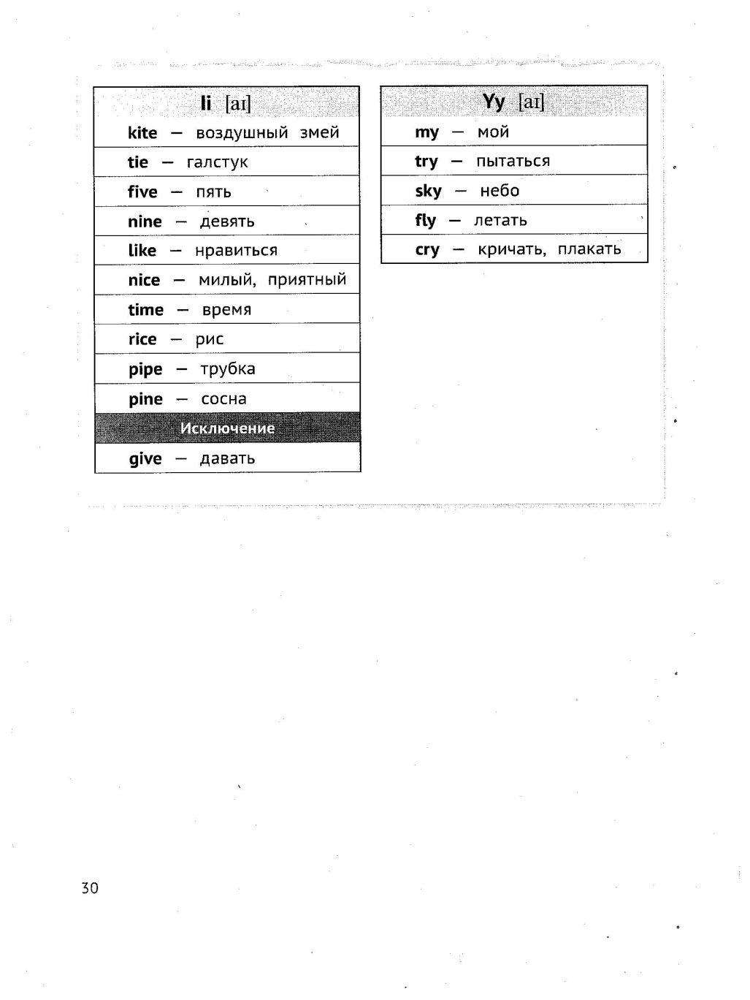 Ii [aɪ]
kite — воздушный змей
tie — галстук
five — пять
nine — девять
like — нравиться
nice — милый, приятный
time — время
rice — рис
pipe — трубка
pine — сосна
Исключение
give — давать
Yy [aɪ]
my — мой
try — пытаться
sky — небо
fly — летать
cry — кричать, плакать
30